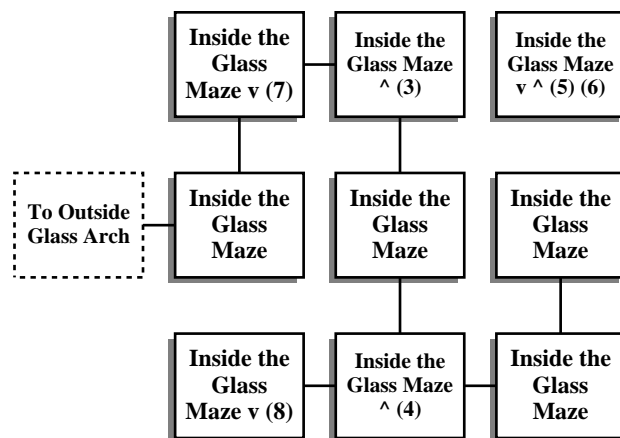 Inside the
Glass
Maze v (7)
Inside the
Glass Maze
^ (3)
Inside the
Glass Maze
v ^ (5) (6)
To Outside
Glass Arch
Inside the
Glass
Maze
Inside the
Glass
Maze
Inside the
Glass
Maze
Inside the
Glass
Maze v (8)
Inside the
Glass Maze
^ (4)
Inside the
Glass
Maze